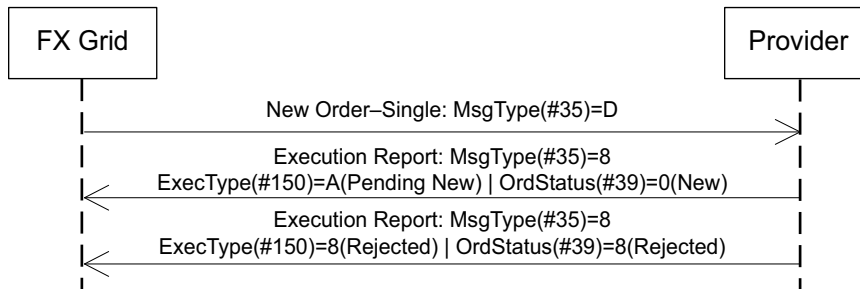 FX Grid
Provider
New Order–Single: MsgType(#35)=D
Execution Report: MsgType(#35)=8
ExecType(#150)=A(Pending New) | OrdStatus(#39)=0(New)
Execution Report: MsgType(#35)=8
ExecType(#150)=8(Rejected) | OrdStatus(#39)=8(Rejected)